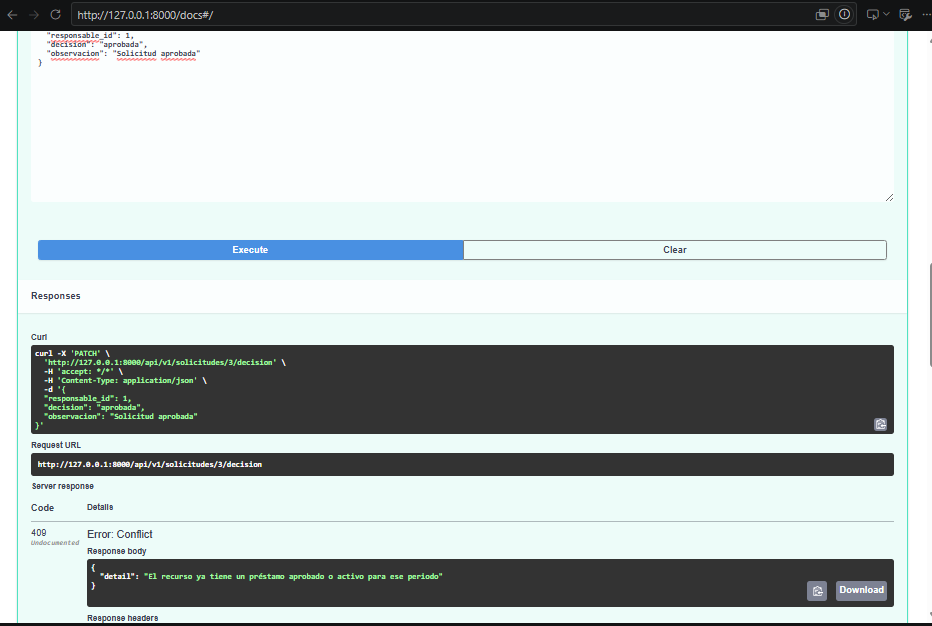 http://127.0.0.1:8000/docs#/
"responsable_id": 1,
"decision": "aprobada",
"observacion": "Solicitud aprobada"
}
Execute
Clear
Responses
Curl
curl -X 'PATCH' \
'http://127.0.0.1:8000/api/v1/solicitudes/3/decision' \
-H 'accept: */*' \
-H 'Content-Type: application/json' \
-d '{
"responsable_id": 1,
"decision": "aprobada",
"observacion": "Solicitud aprobada"
}'
Request URL
http://127.0.0.1:8000/api/v1/solicitudes/3/decision
Server response
Code Details
409 Error: Conflict
Undocumented
Response body
{
"detail": "El recurso ya tiene un préstamo aprobado o activo para ese periodo"
}
Download
Response headers